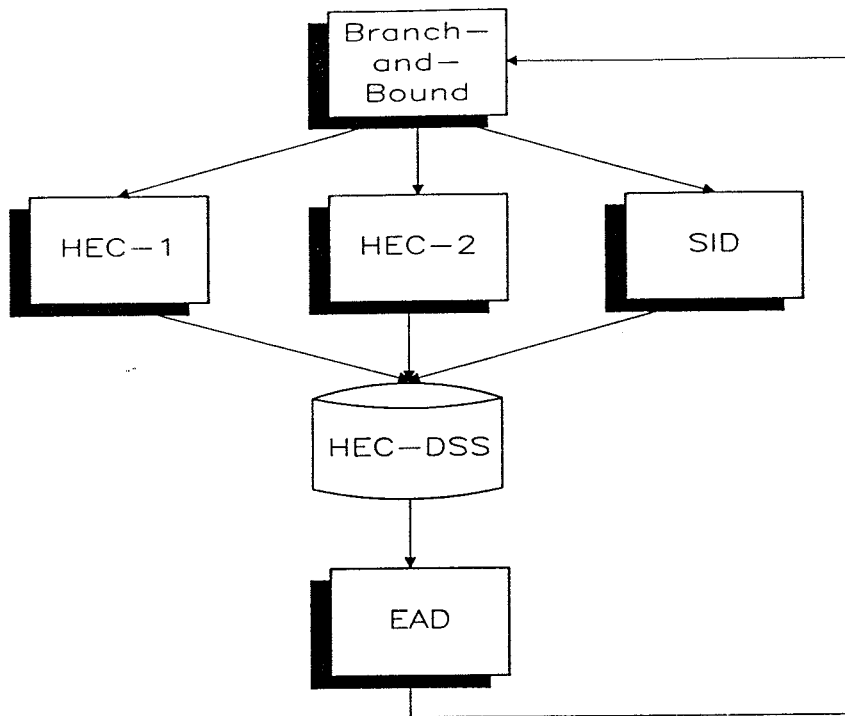 Branch-
and-
Bound
HEC-1
HEC-2
SID
HEC-DSS
EAD